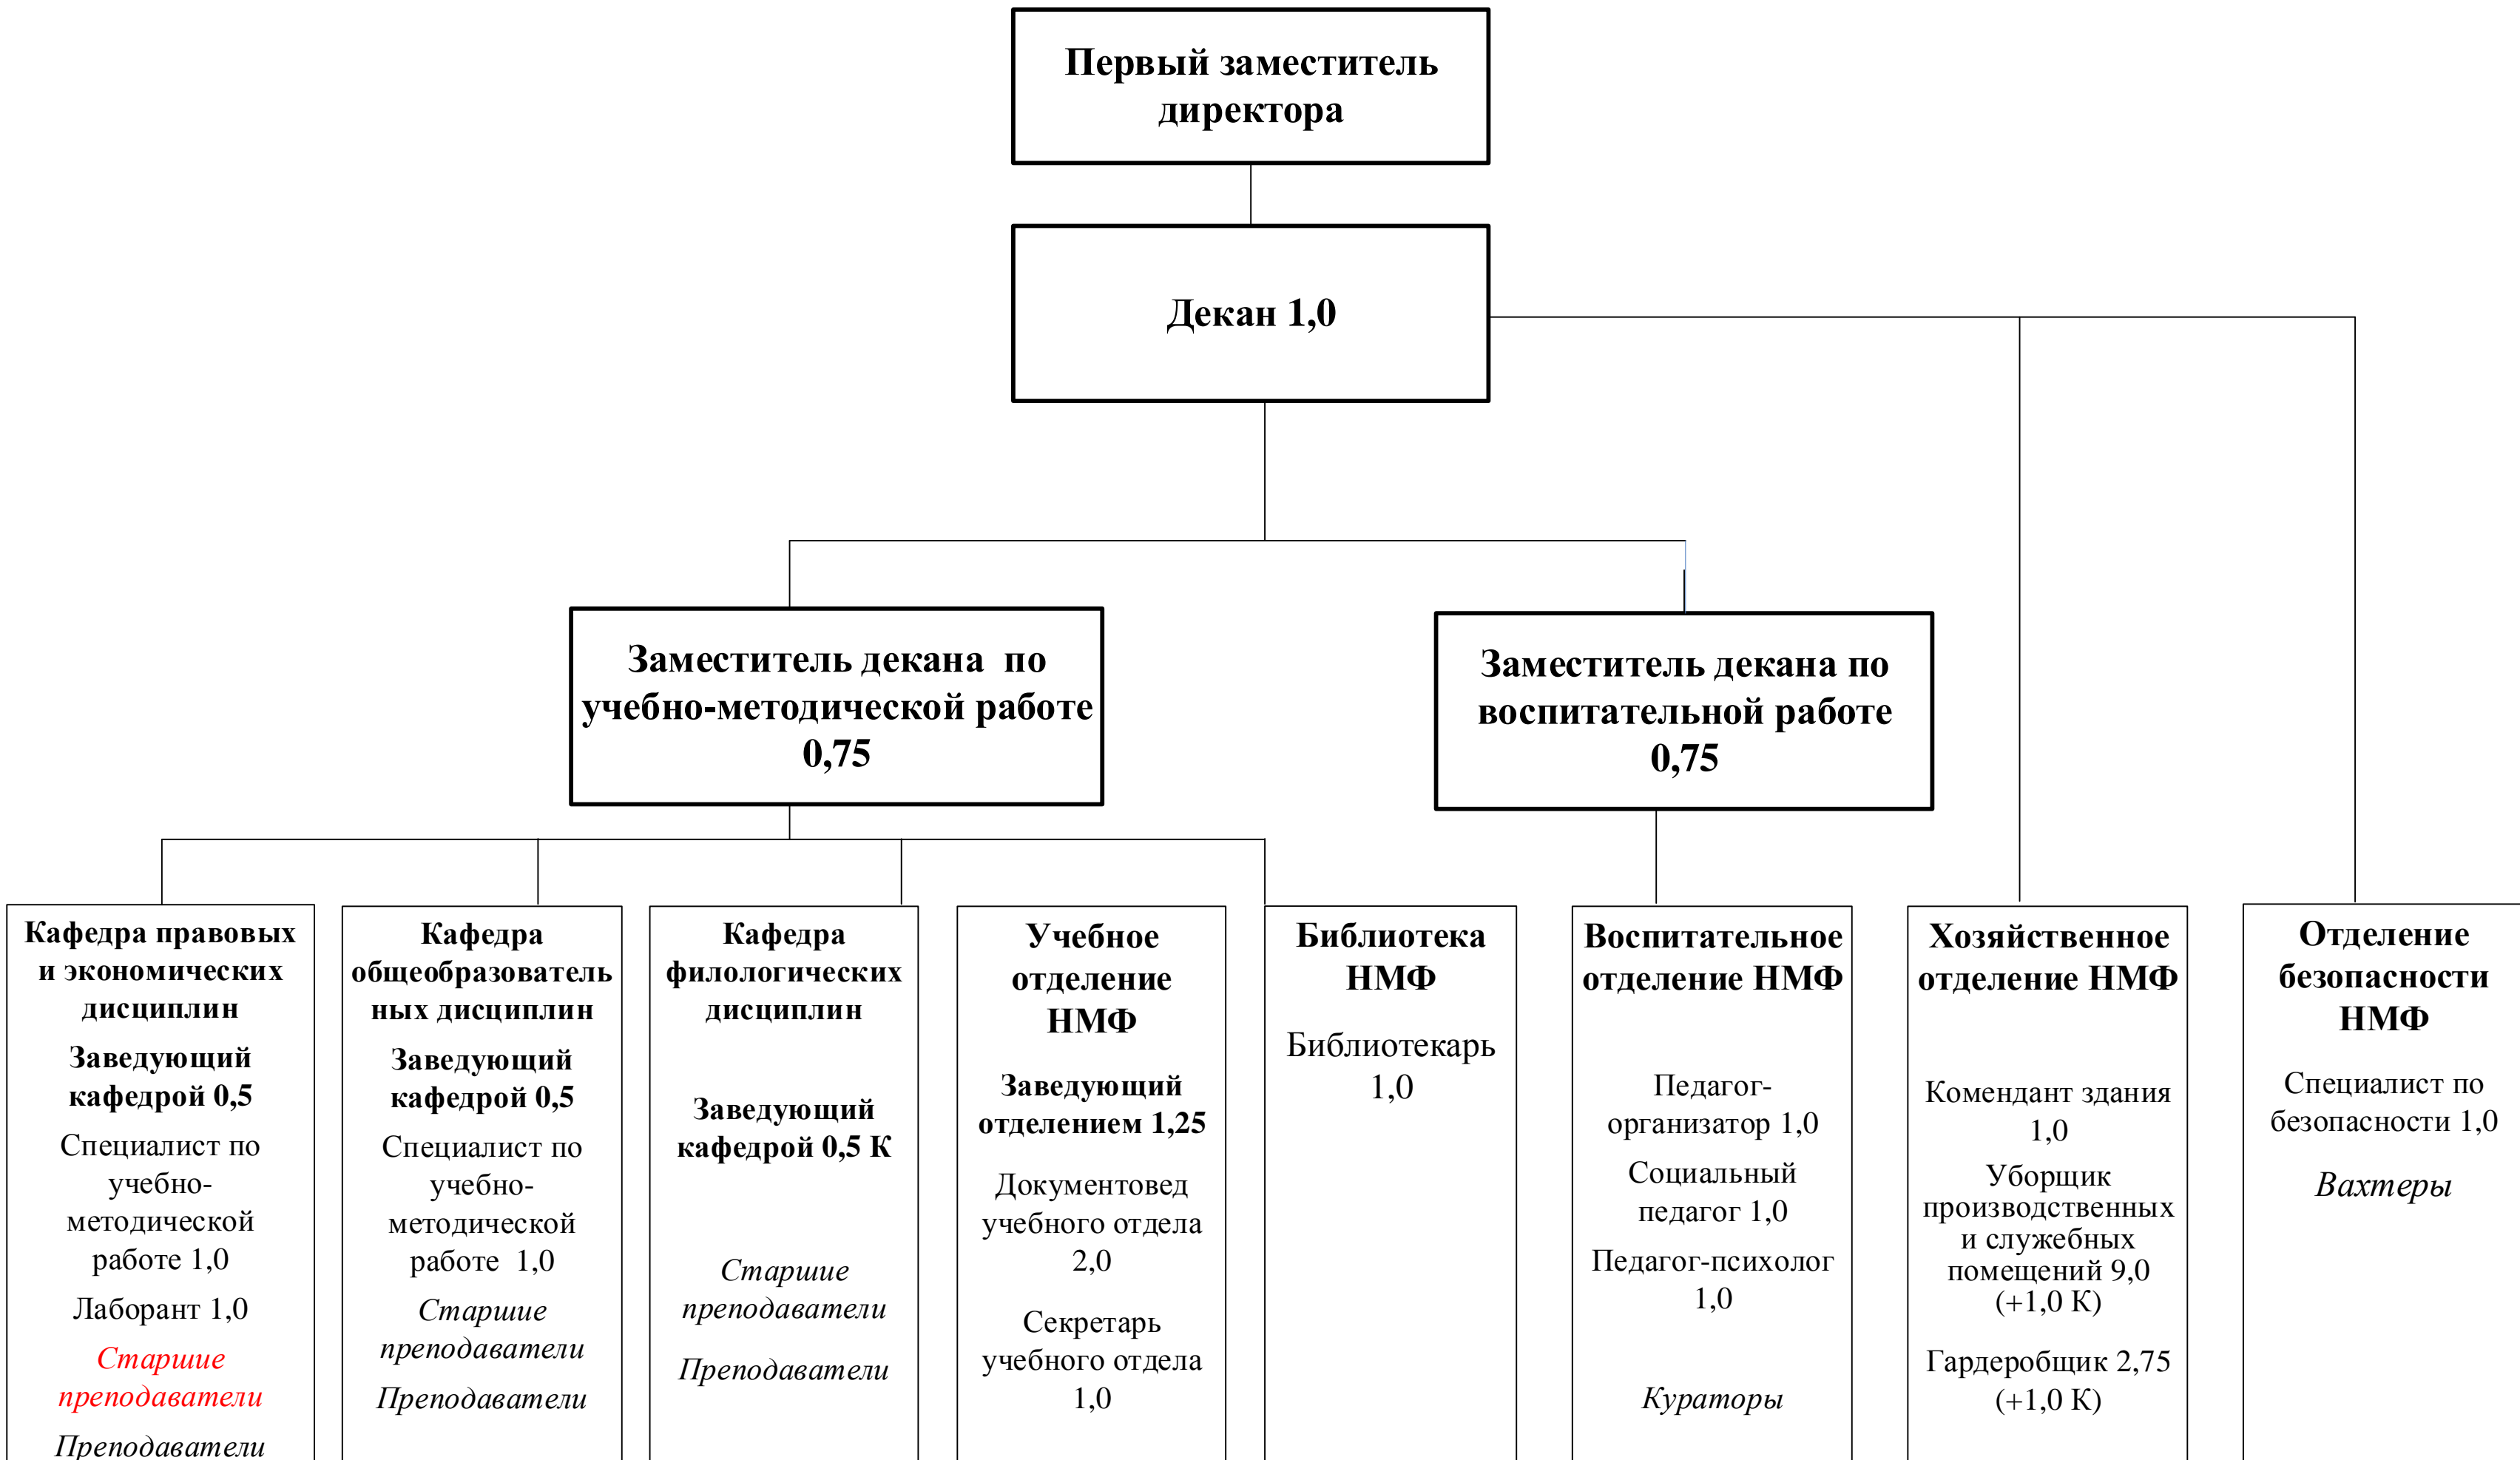 Первый заместитель
директора
Декан 1,0
Заместитель декана по
учебно-методической работе
0,75
Заместитель декана по
воспитательной работе
0,75
Кафедра правовых
и экономических
дисциплин
Заведующий
кафедрой 0,5
Специалист по
учебно-
методической
работе 1,0
Лаборант 1,0
Старшие
преподаватели
Преподаватели
Кафедра
общеобразователь
ных дисциплин
Заведующий
кафедрой 0,5
Специалист по
учебно-
методической
работе 1,0
Старшие
преподаватели
Преподаватели
Кафедра
филологических
дисциплин
Заведующий
кафедрой 0,5 К
Старшие
преподаватели
Преподаватели
Учебное
отделение
НМФ
Заведующий
отделением 1,25
Документовед
учебного отдела
2,0
Секретарь
учебного отдела
1,0
Библиотека
НМФ
Библиотекарь
1,0
Воспитательное
отделение НМФ
Педагог-
организатор 1,0
Социальный
педагог 1,0
Педагог-психолог
1,0
Кураторы
Хозяйственное
отделение НМФ
Комендант здания
1,0
Уборщик
производственных
и служебных
помещений 9,0
(+1,0 К)
Гардеробщик 2,75
(+1,0 К)
Отделение
безопасности
НМФ
Специалист по
безопасности 1,0
Вахтеры